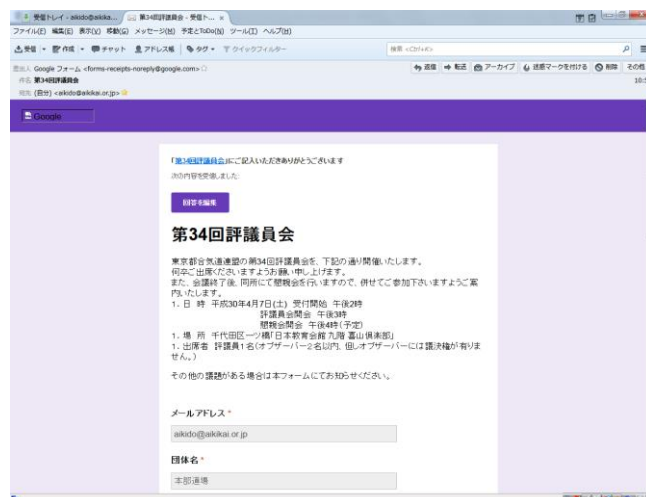 受信トレイ - aikido@aikika...
第34回評議員会 - 受信ト... ×
ファイル(F) 編集(E) 表示(V) 移動(G) メッセージ(M) 予定とToDo(N) ツール(T) ヘルプ(H)
受信 作成 チャット アドレス帳 タグ クイックフィルター 検索 <Ctrl+K>
差出人 Google フォーム <forms-receipts-noreply@google.com>
返信 転送 アーカイブ 迷惑マークを付ける 削除 その他
件名 第34回評議員会
宛先 (自分) <aikido@aikikai.or.jp>
Google
「第34回評議員会」にご記入いただきありがとうございます
次の内容を受信しました:
回答を編集
第34回評議員会
東京都合気道連盟の第34回評議員会を、下記の通り開催いたします。
何卒ご出席くださいますようお願い申し上げます。
また、会議終了後、同所にて懇親会を行いますので、併せてご参加下さいますようご案
内いたします。
1．日 時 平成30年4月7日(土) 受付開始 午後2時
評議員会開会 午後3時
懇親会開会 午後4時(予定)
1．場 所 千代田区一ツ橋「日本教育会館 九階 喜山倶楽部」
1．出席者 評議員1名(オブザーバー2名以内、但しオブザーバーには議決権が有りま
せん。)
その他の議題がある場合は本フォームにてお知らせください。
メールアドレス *
aikido@aikikai.or.jp
団体名 *
本部道場